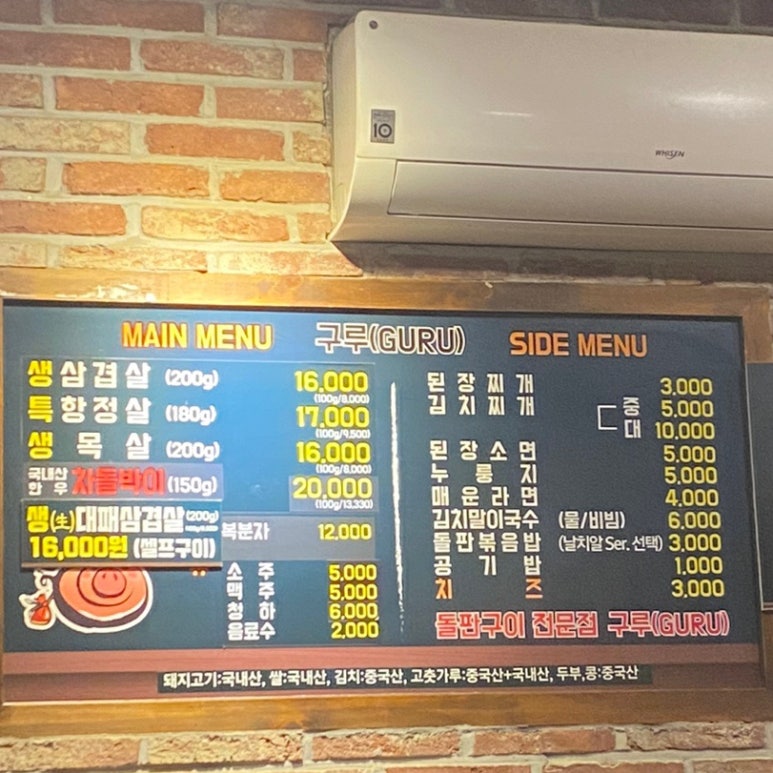 10
WHISEN
MAIN MENU 구루(GURU) SIDE MENU
생삼겹살 (200g) 16,000
(100g/8,000)
특항정살 (180g) 17,000
(100g/9,500)
생 목 살 (200g) 16,000
(100g/8,000)
국내산
한우 차돌박이 (150g) 20,000
(100g/13,330)
생(生)대패삼겹살 (200g)
16,000원 (셀프구이)
복분자 12,000
소 주 5,000
맥 주 5,000
청 하 6,000
음료수 2,000
된장찌개 3,000
김치찌개 중 5,000
대 10,000
된장소면 5,000
누룽지 5,000
매운라면 4,000
김치말이국수 (물/비빔) 6,000
돌판볶음밥 (날치알 Ser. 선택) 3,000
공기밥 1,000
치 즈 3,000
돌판구이 전문점 구루(GURU)
돼지고기:국내산, 쌀:국내산, 김치:중국산, 고춧가루:중국산+국내산, 두부,콩:중국산